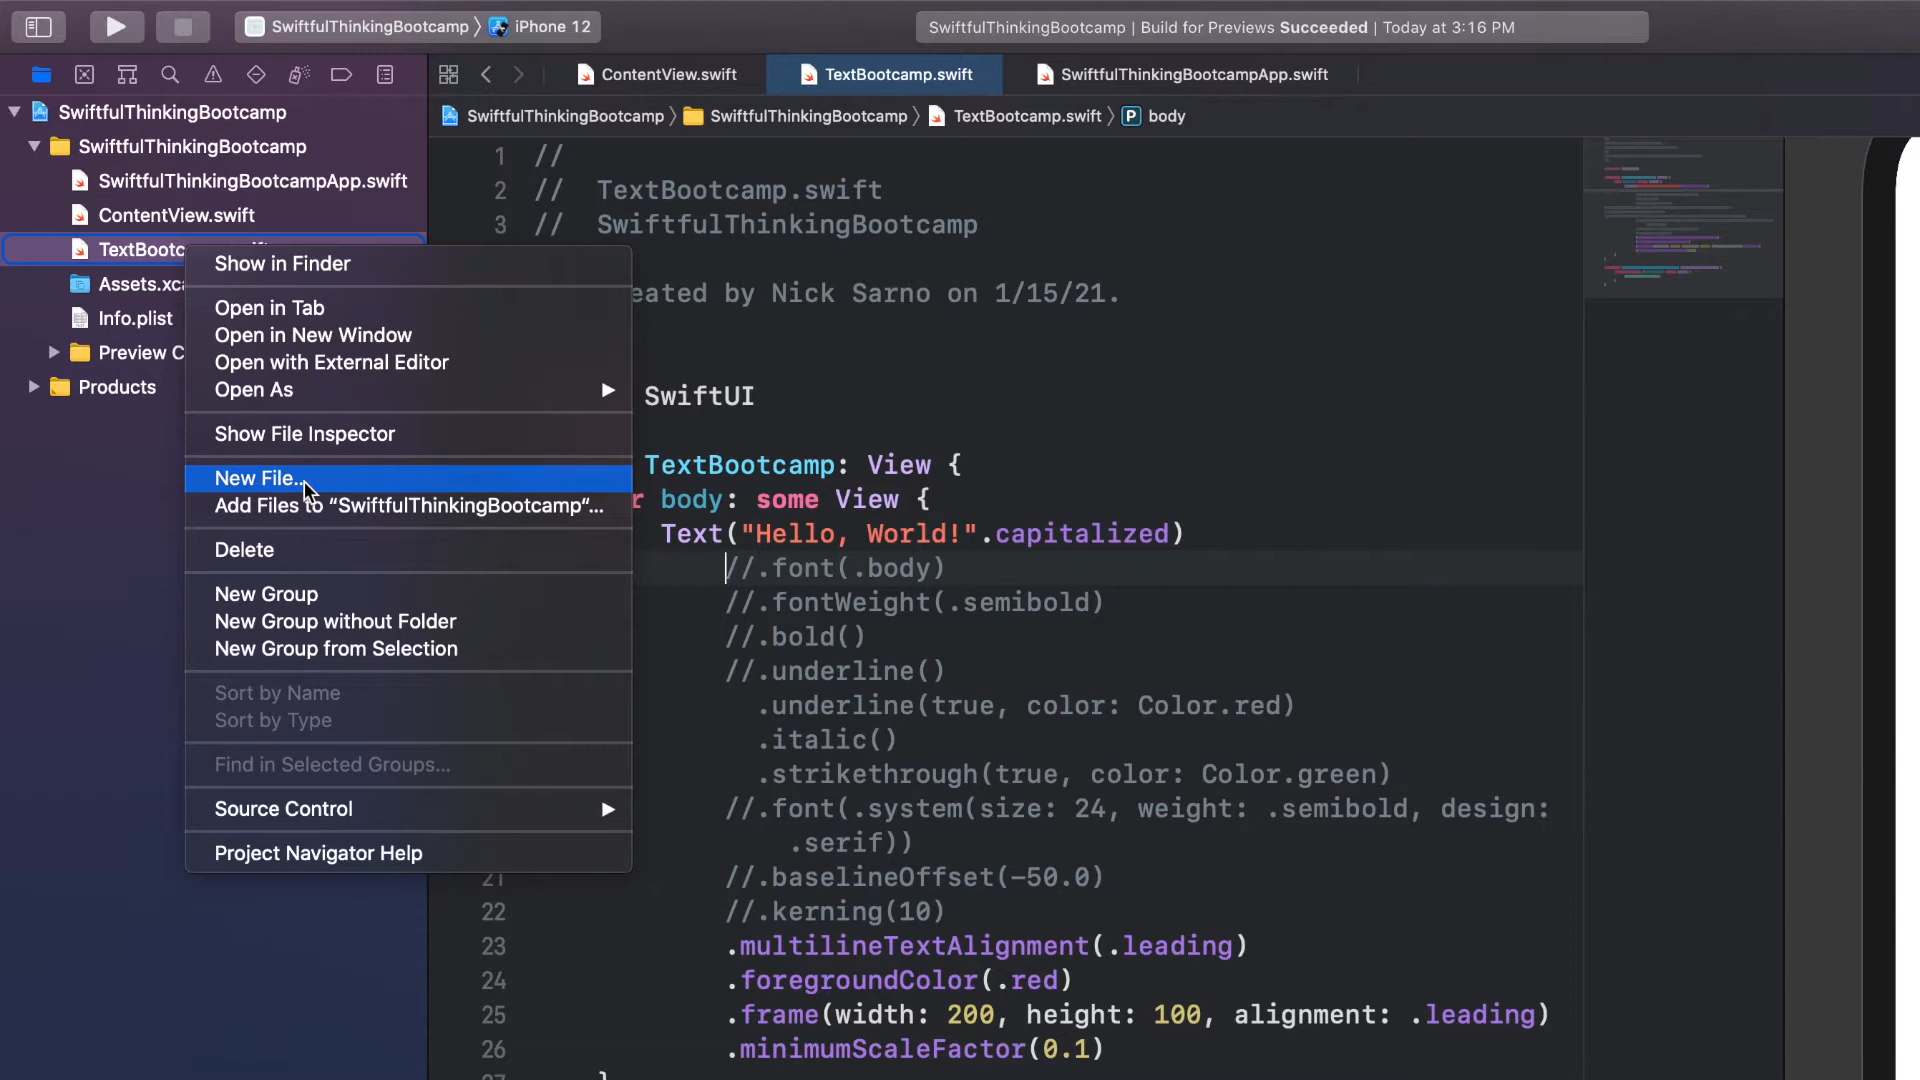 SwiftfulThinkingBootcamp 〉 iPhone 12
SwiftfulThinkingBootcamp | Build for Previews Succeeded | Today at 3:16 PM
ContentView.swift
TextBootcamp.swift
SwiftfulThinkingBootcampApp.swift
SwiftfulThinkingBootcamp 〉 SwiftfulThinkingBootcamp 〉 TextBootcamp.swift 〉 P body
SwiftfulThinkingBootcamp
SwiftfulThinkingBootcamp
SwiftfulThinkingBootcampApp.swift
ContentView.swift
TextBootc
Assets.xca
Info.plist
Preview C
Products
Show in Finder
Open in Tab
Open in New Window
Open with External Editor
Open As
Show File Inspector
New File...
Add Files to “SwiftfulThinkingBootcamp“...
Delete
New Group
New Group without Folder
New Group from Selection
Sort by Name
Sort by Type
Find in Selected Groups...
Source Control
Project Navigator Help
1 //
2 // TextBootcamp.swift
3 // SwiftfulThinkingBootcamp
eated by Nick Sarno on 1/15/21.
SwiftUI
TextBootcamp: View {
r body: some View {
Text("Hello, World!".capitalized)
//.font(.body)
//.fontWeight(.semibold)
//.bold()
//.underline()
.underline(true, color: Color.red)
.italic()
.strikethrough(true, color: Color.green)
//.font(.system(size: 24, weight: .semibold, design:
.serif))
21 //.baselineOffset(-50.0)
22 //.kerning(10)
23 .multilineTextAlignment(.leading)
24 .foregroundColor(.red)
25 .frame(width: 200, height: 100, alignment: .leading)
26 .minimumScaleFactor(0.1)
27 }